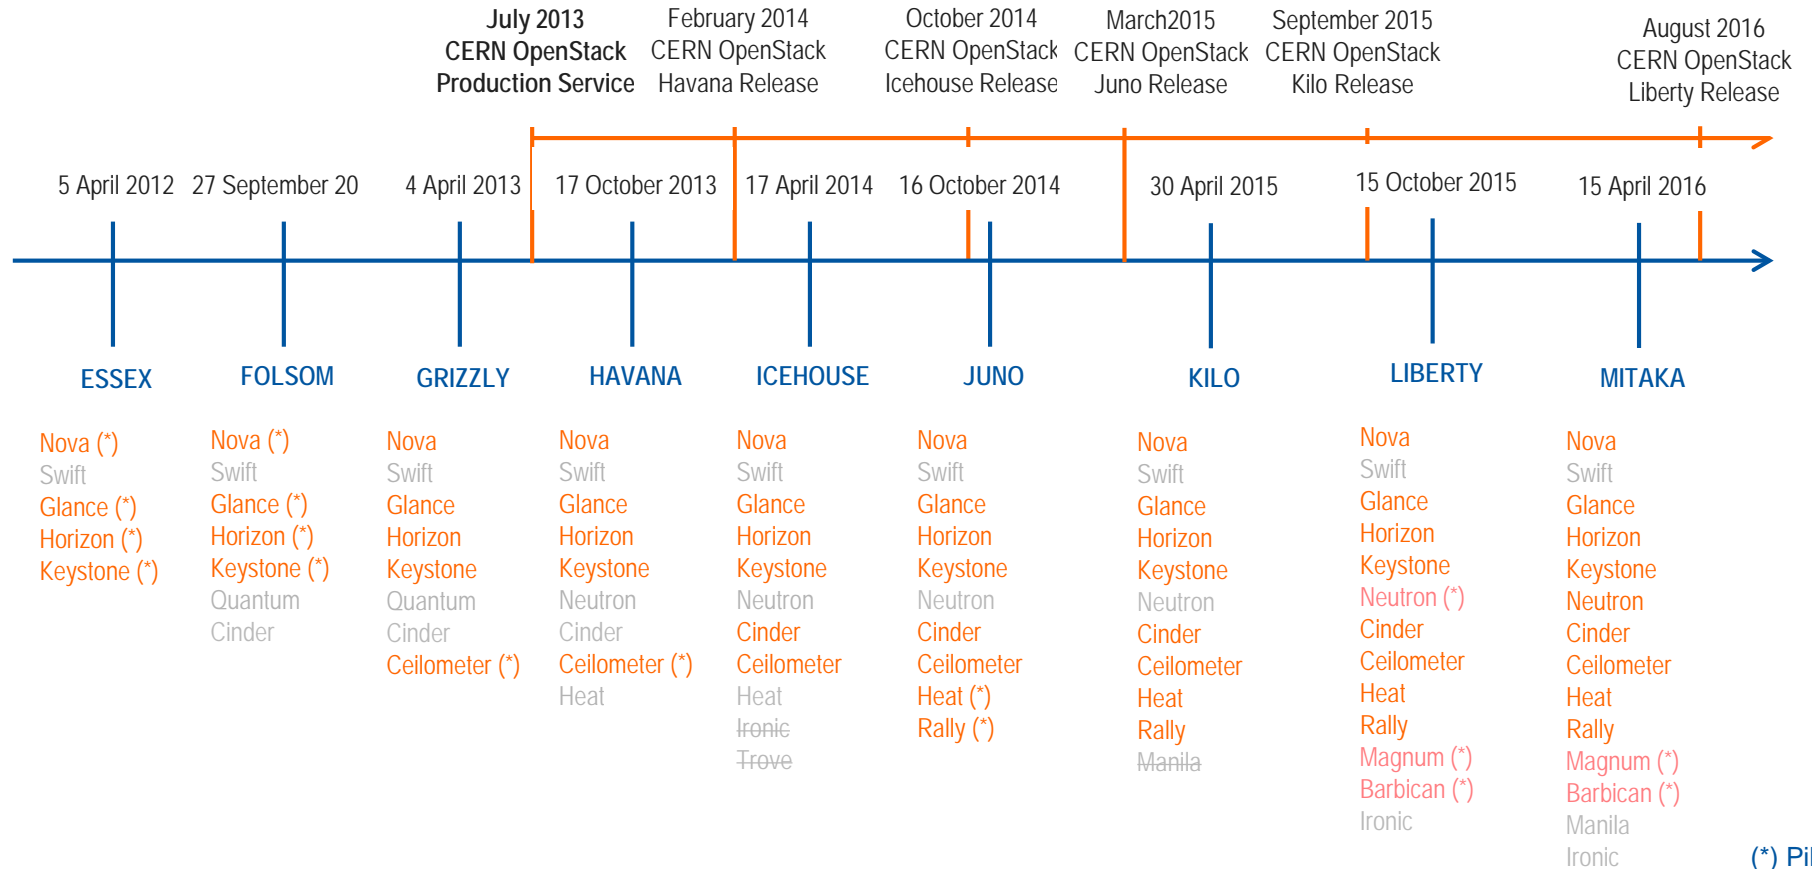 July 2013
CERN OpenStack
Production Service
February 2014
CERN OpenStack
Havana Release
October 2014
CERN OpenStack
Icehouse Release
March2015
CERN OpenStack
Juno Release
September 2015
CERN OpenStack
Kilo Release
August 2016
CERN OpenStack
Liberty Release
5 April 2012
27 September 20
4 April 2013
17 October 2013
17 April 2014
16 October 2014
30 April 2015
15 October 2015
15 April 2016
ESSEX
FOLSOM
GRIZZLY
HAVANA
ICEHOUSE
JUNO
KILO
LIBERTY
MITAKA
Nova (*)
Swift
Glance (*)
Horizon (*)
Keystone (*)
Nova (*)
Swift
Glance (*)
Horizon (*)
Keystone (*)
Quantum
Cinder
Nova
Swift
Glance
Horizon
Keystone
Quantum
Cinder
Ceilometer (*)
Nova
Swift
Glance
Horizon
Keystone
Neutron
Cinder
Ceilometer (*)
Heat
Nova
Swift
Glance
Horizon
Keystone
Neutron
Cinder
Ceilometer
Heat
Ironic
Trove
Nova
Swift
Glance
Horizon
Keystone
Neutron
Cinder
Ceilometer
Heat (*)
Rally (*)
Nova
Swift
Glance
Horizon
Keystone
Neutron
Cinder
Ceilometer
Heat
Rally
Manila
Nova
Swift
Glance
Horizon
Keystone
Neutron (*)
Cinder
Ceilometer
Heat
Rally
Magnum (*)
Barbican (*)
Ironic
Nova
Swift
Glance
Horizon
Keystone
Neutron
Cinder
Ceilometer
Heat
Rally
Magnum (*)
Barbican (*)
Manila
Ironic
(*)